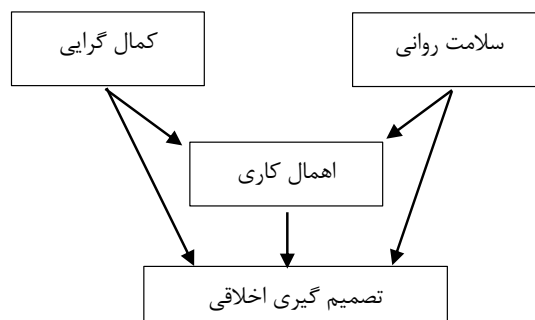 سلامت روانی
کمال گرایی
اهمال کاری
تصمیم گیری اخلاقی